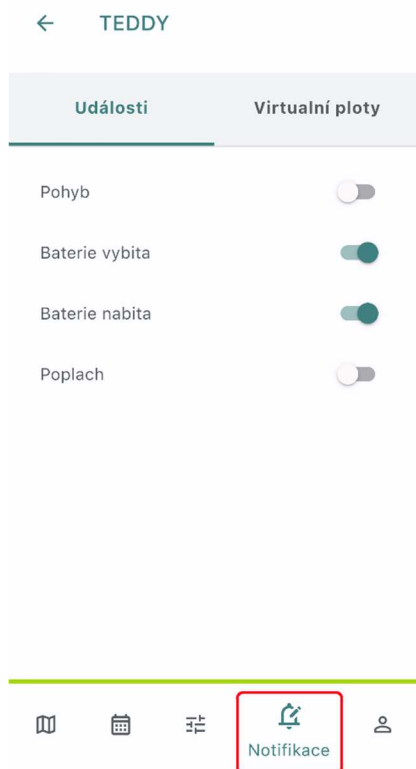 TEDDY
Události
Virtualní ploty
Pohyb
Baterie vybita
Baterie nabita
Poplach
Notifikace